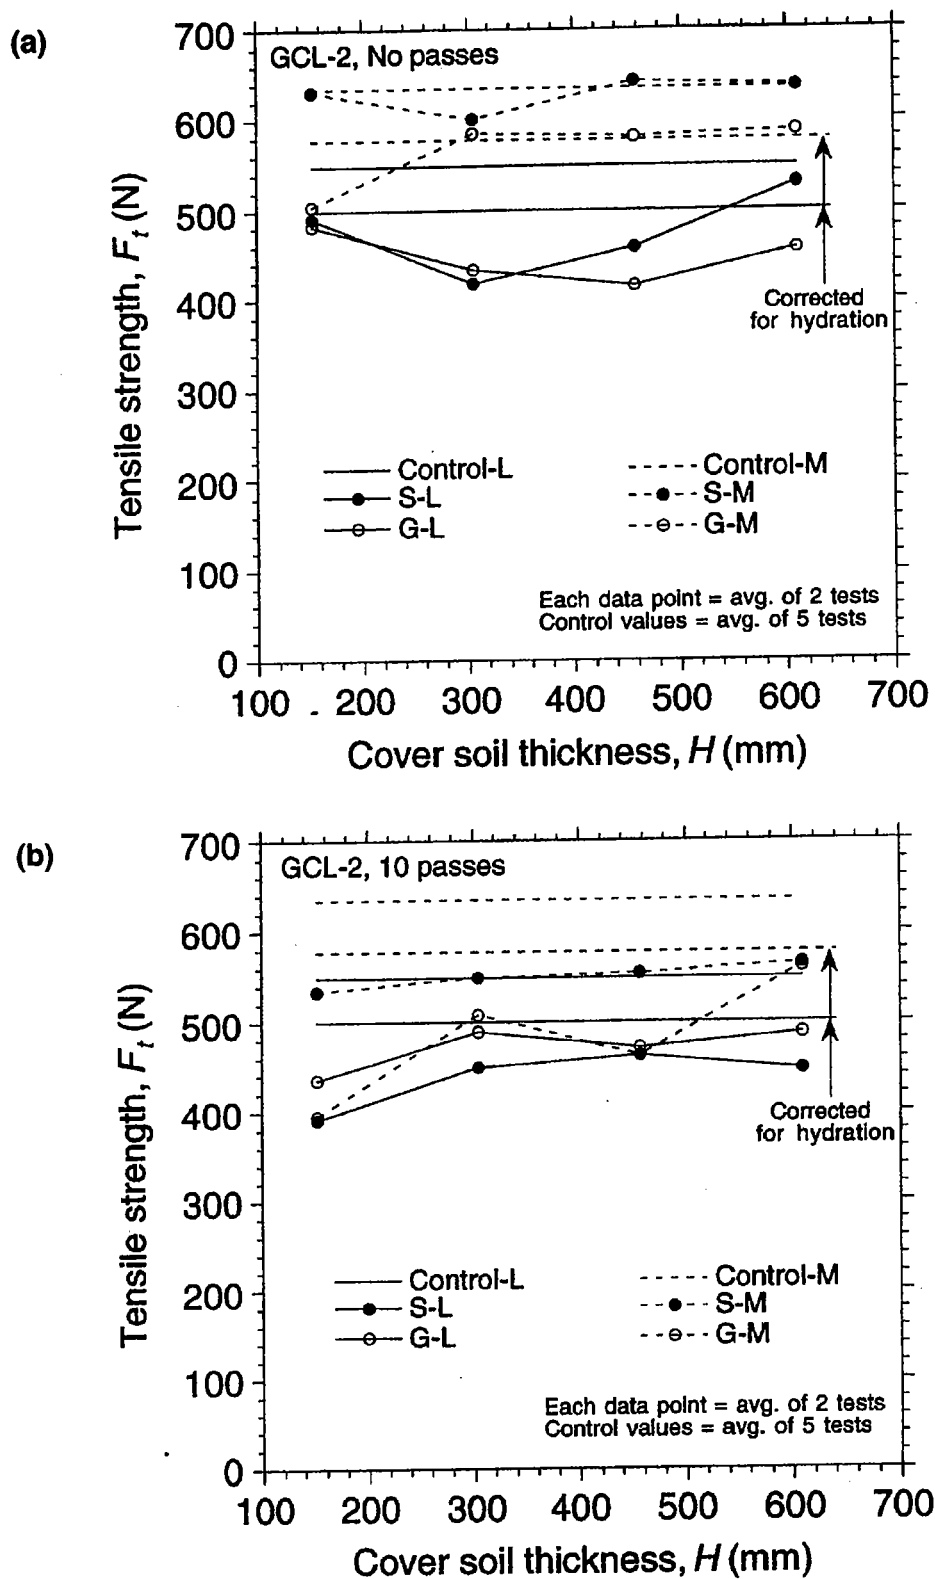 (a)
GCL-2, No passes
700
600
500
400
300
200
100
0
Tensile strength, Ft (N)
Corrected
for hydration
Control-L
S-L
G-L
Control-M
S-M
G-M
Each data point = avg. of 2 tests
Control values = avg. of 5 tests
100 200 300 400 500 600 700
Cover soil thickness, H (mm)
(b)
GCL-2, 10 passes
700
600
500
400
300
200
100
0
Tensile strength, Ft (N)
Corrected
for hydration
Control-L
S-L
G-L
Control-M
S-M
G-M
Each data point = avg. of 2 tests
Control values = avg. of 5 tests
100 200 300 400 500 600 700
Cover soil thickness, H (mm)